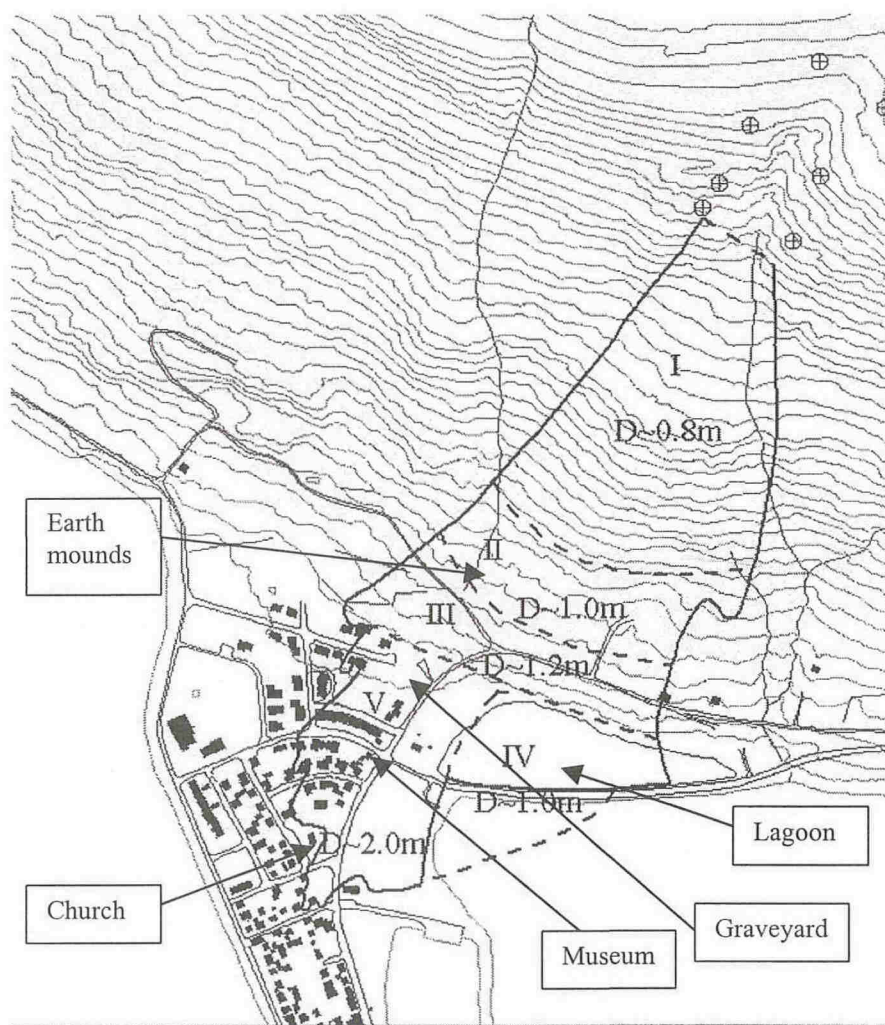 I
D~0.8m
Earth
mounds
II
D~1.0m
III
D~1.2m
V
IV
D~1.0m
Lagoon
D~2.0m
Church
Graveyard
Museum